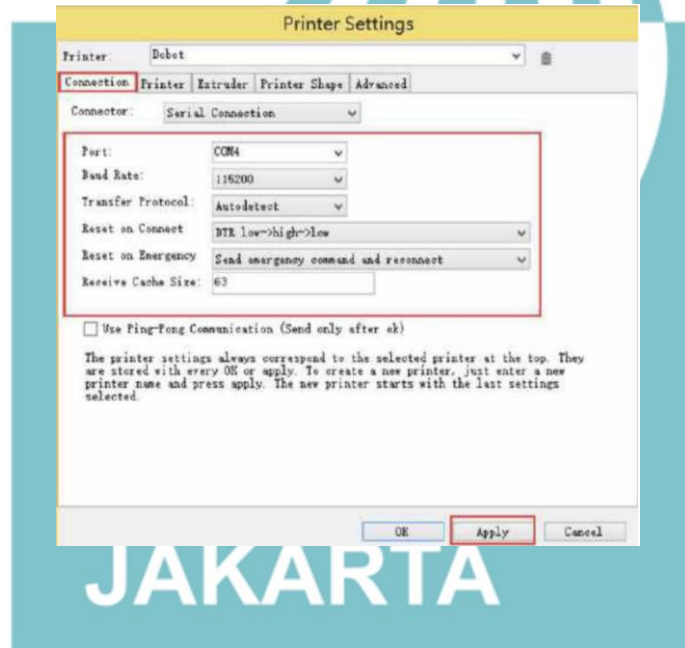 Printer Settings
Printer: Dobot
Connection Printer Extruder Printer Shape Advanced
Connector: Serial Connection
Port: COM4
Baud Rate: 115200
Transfer Protocol: Autodetect
Reset on Connect DTR low->high->low
Reset on Emergency Send emergency command and reconnect
Receive Cache Size: 63
Use Ping-Pong Communication (Send only after ok)
The printer settings always correspond to the selected printer at the top. They
are stored with every OK or apply. To create a new printer, just enter a new
printer name and press apply. The new printer starts with the last settings
selected.
OK Apply Cancel
JAKARTA